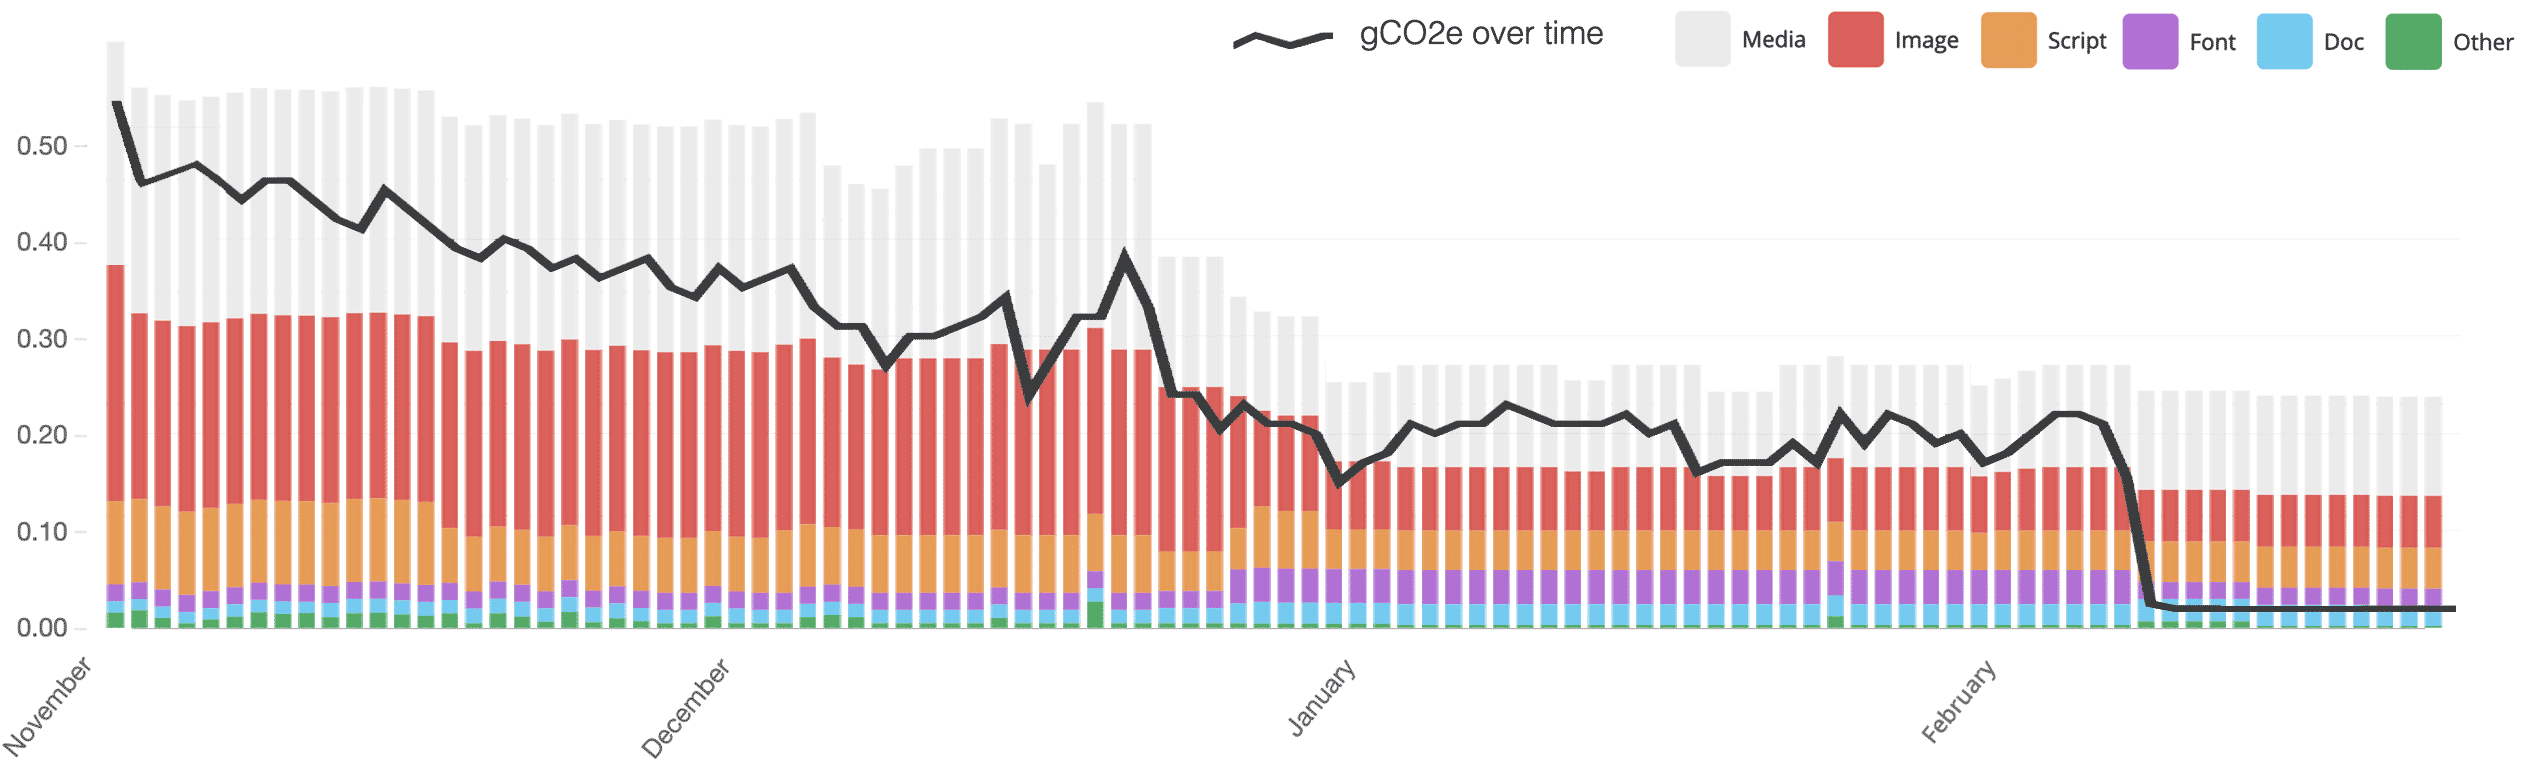 gCO2e over time
Media
Image
Script
Font
Doc
Other
0.50
0.40
0.30
0.20
0.10
0.00
November
December
January
February